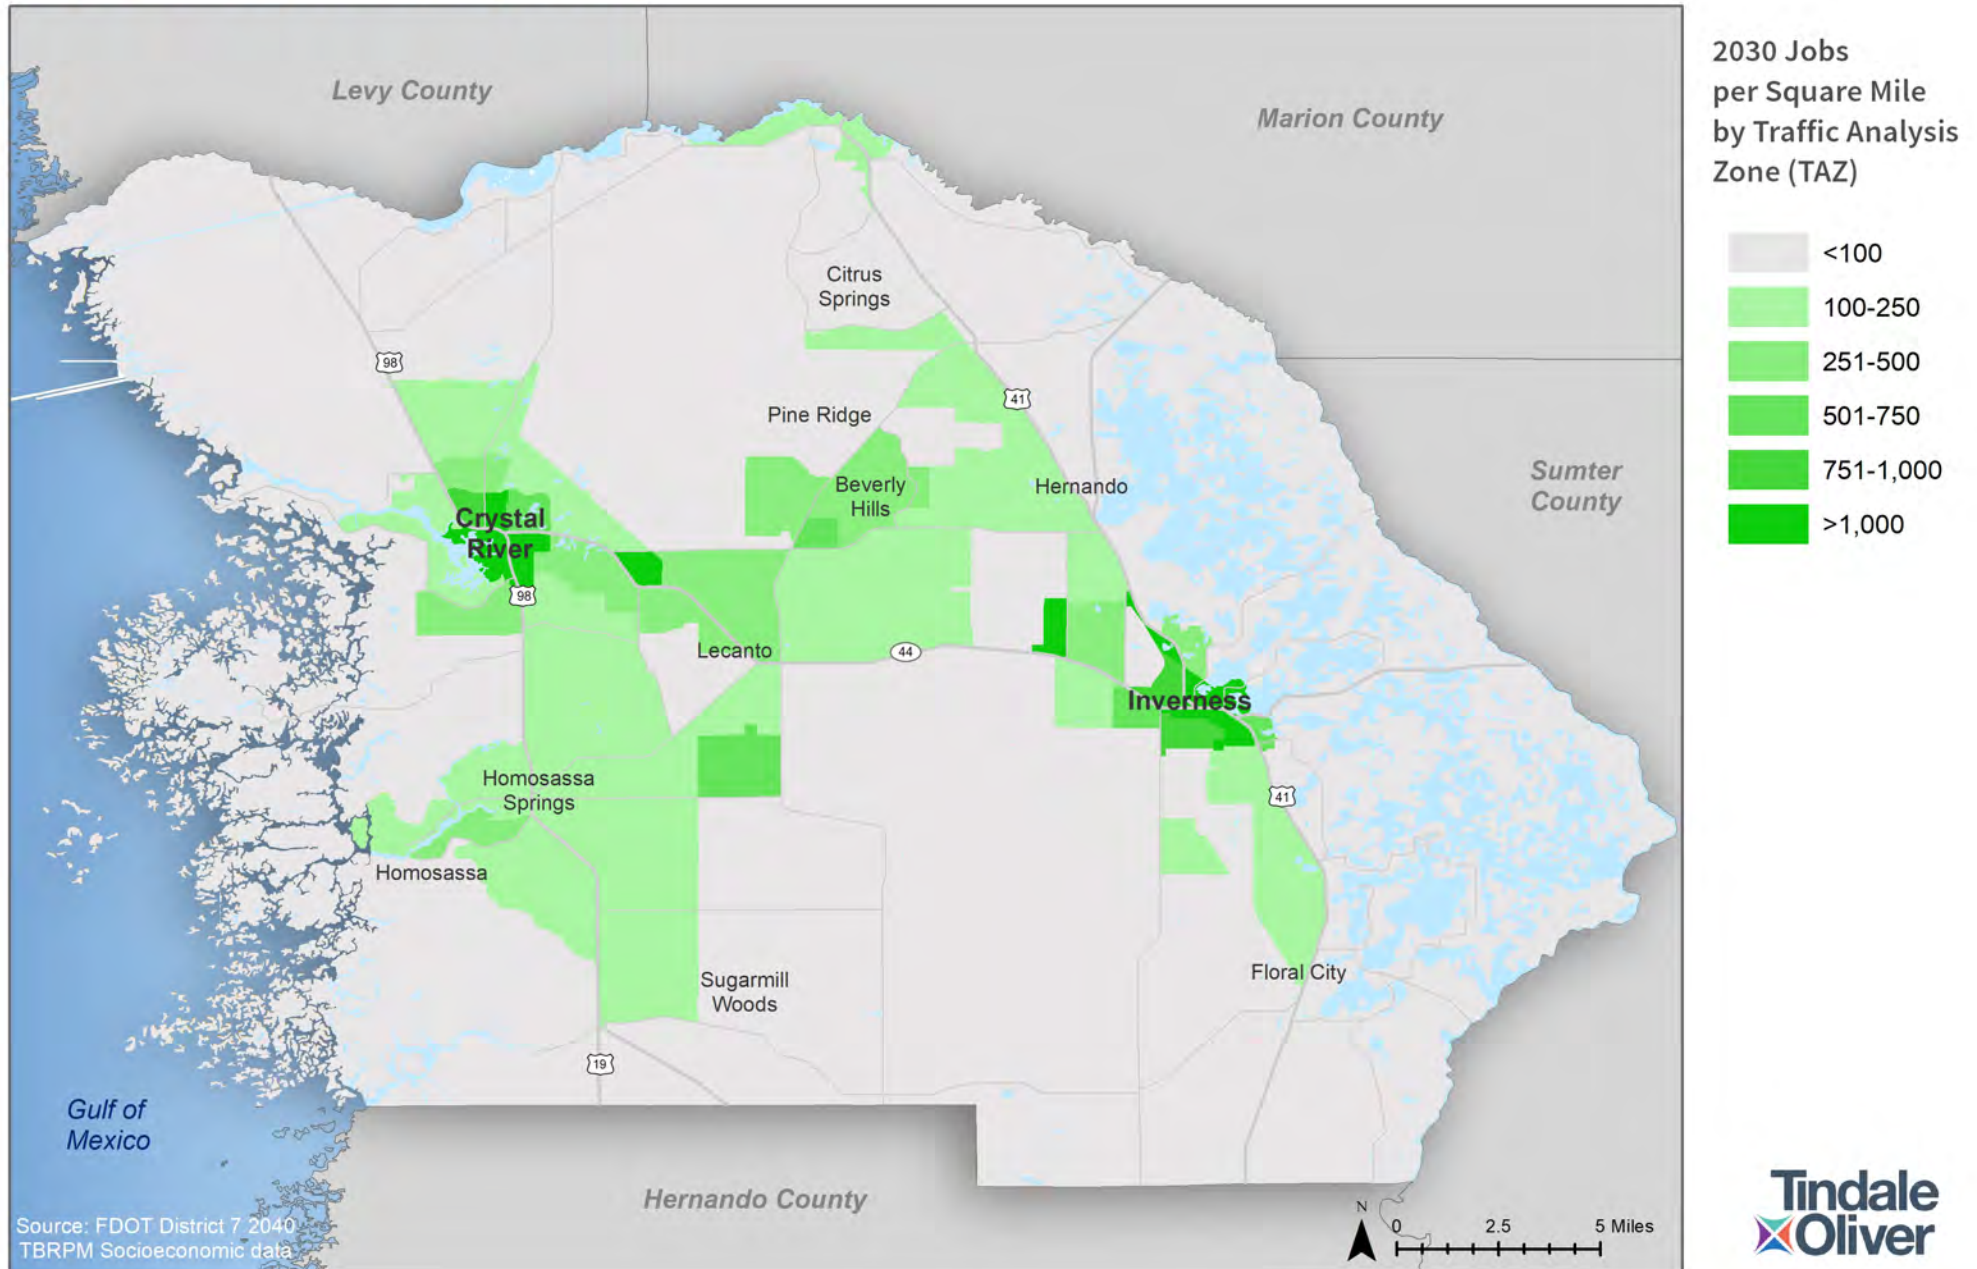 2030 Jobs
per Square Mile
by Traffic Analysis
Zone (TAZ)
<100
100-250
251-500
501-750
751-1,000
>1,000
Levy County
Marion County
Citrus
Springs
98
41
Pine Ridge
Beverly
Hills
Hernando
Sumter
County
Crystal
River
98
Lecanto
44
Inverness
Homosassa
Springs
41
Homosassa
Floral City
Sugarmill
Woods
19
Gulf of
Mexico
Hernando County
Source: FDOT District 7 2040
TBRPM Socioeconomic data
N
0 2.5 5 Miles
Tindale
Oliver